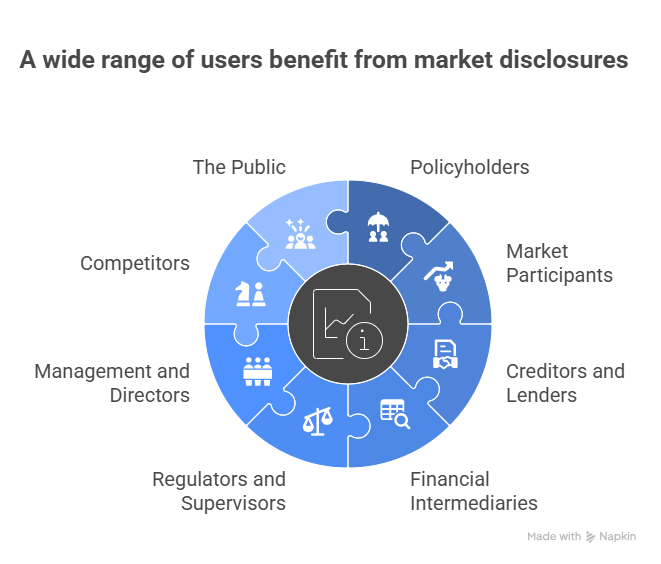 A wide range of users benefit from market disclosures
The Public
Policyholders
Competitors
Market
Participants
Management and
Directors
Creditors and
Lenders
Regulators and
Supervisors
Financial
Intermediaries
i
Made with Napkin